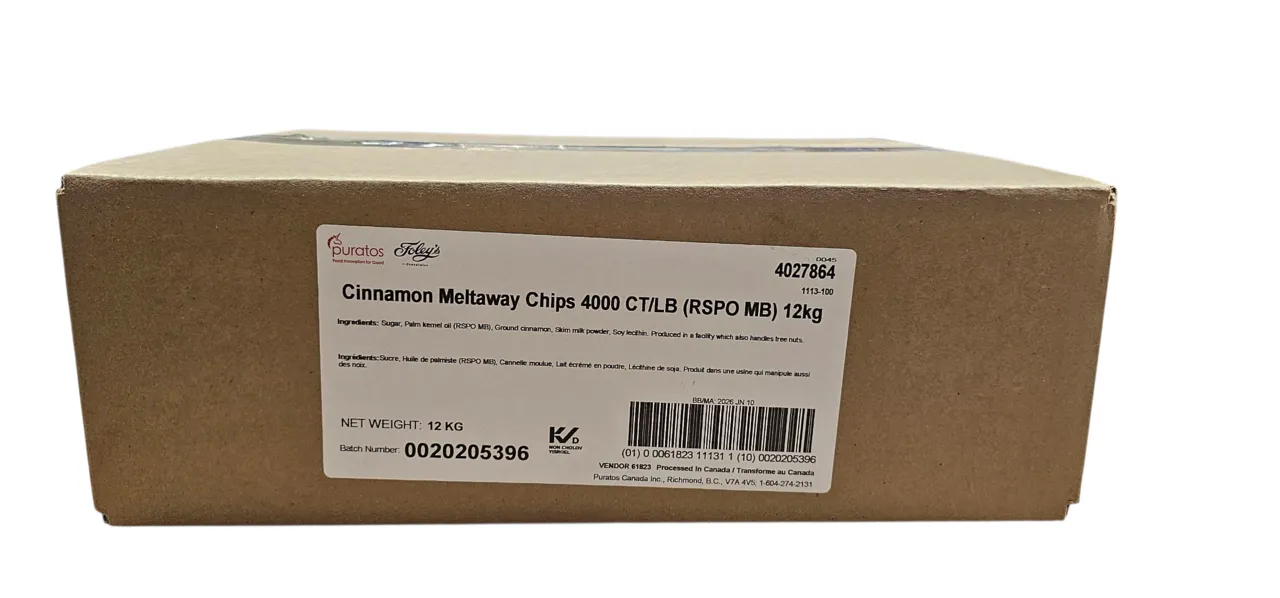 puratos
Food Innovation for Good
Foley's
0045
4027864
1113-100
Cinnamon Meltaway Chips 4000 CT/LB (RSPO MB) 12kg
Ingredients: Sugar, Palm kernel oil (RSPO MB), Ground cinnamon, Skim milk powder, Soy lecithin. Produced in a facility which also handles tree nuts.
Ingrédients: Sucre, Huile de palmiste (RSPO MB), Cannelle moulue, Lait écrémé en poudre, Lécithine de soja. Produit dans une usine qui manipule aussi
des noix.
BB/MA: 2026 JN 10
NET WEIGHT: 12 KG
KV D
NON CHOLOV
YISROEL
Batch Number: 0020205396
(01) 0 0061823 11131 1 (10) 0020205396
VENDOR 61823 Processed In Canada / Transforme au Canada
Puratos Canada Inc., Richmond, B.C., V7A 4V5, 1-604-274-2131